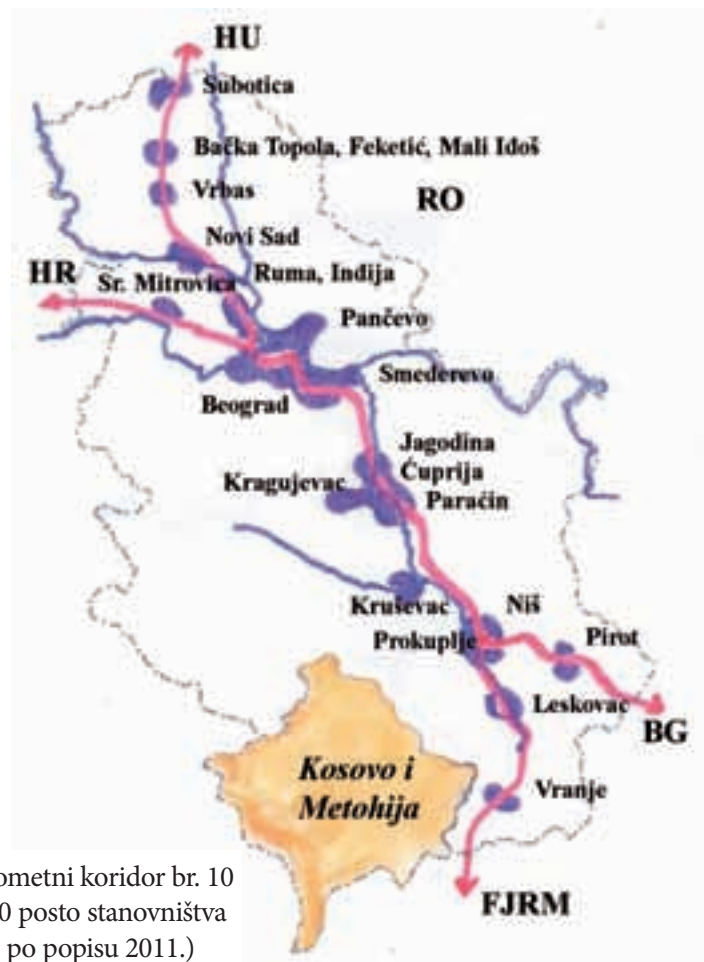 HU
Subotica
Bačka Topola, Feketić, Mali Idoš
Vrbas
RO
Novi Sad
HR
Sr. Mitrovica
Ruma, Inđija
Pančevo
Smederevo
Beograd
Jagodina
Ćuprija
Kragujevac
Paraćin
Kruševac
Niš
Prokuplje
Pirot
Leskovac
BG
Kosovo i
Metohija
Vranje
FJRM
ometni koridor br. 10
0 posto stanovništva
po popisu 2011.)